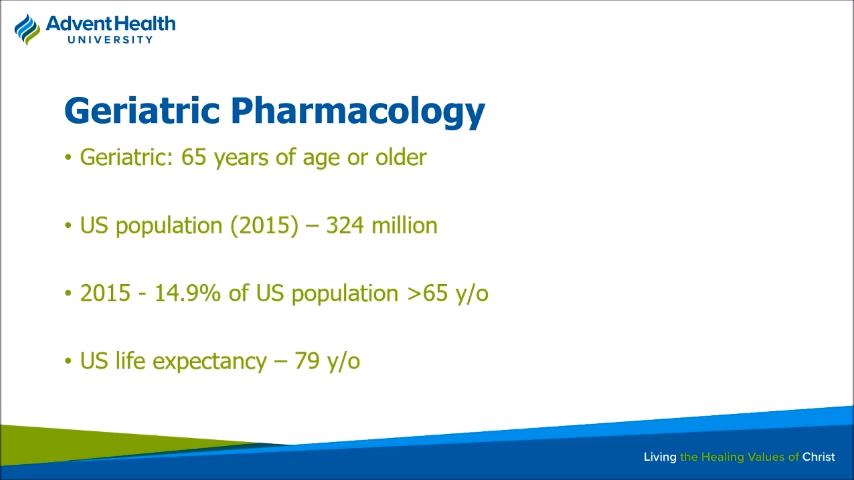 AdventHealth
UNIVERSITY
Geriatric Pharmacology
• Geriatric: 65 years of age or older
• US population (2015) – 324 million
• 2015 - 14.9% of US population >65 y/o
• US life expectancy – 79 y/o
Living the Healing Values of Christ